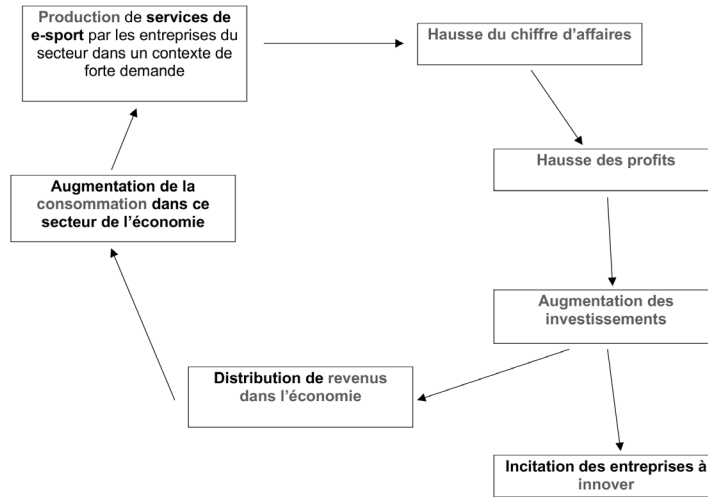 Production de services de
e-sport par les entreprises du
secteur dans un contexte de
forte demande
Hausse du chiffre d'affaires
Hausse des profits
Augmentation des
investissements
Incitation des entreprises à
innover
Distribution de revenus
dans l'économie
Augmentation de la
consommation dans ce
secteur de l'économie